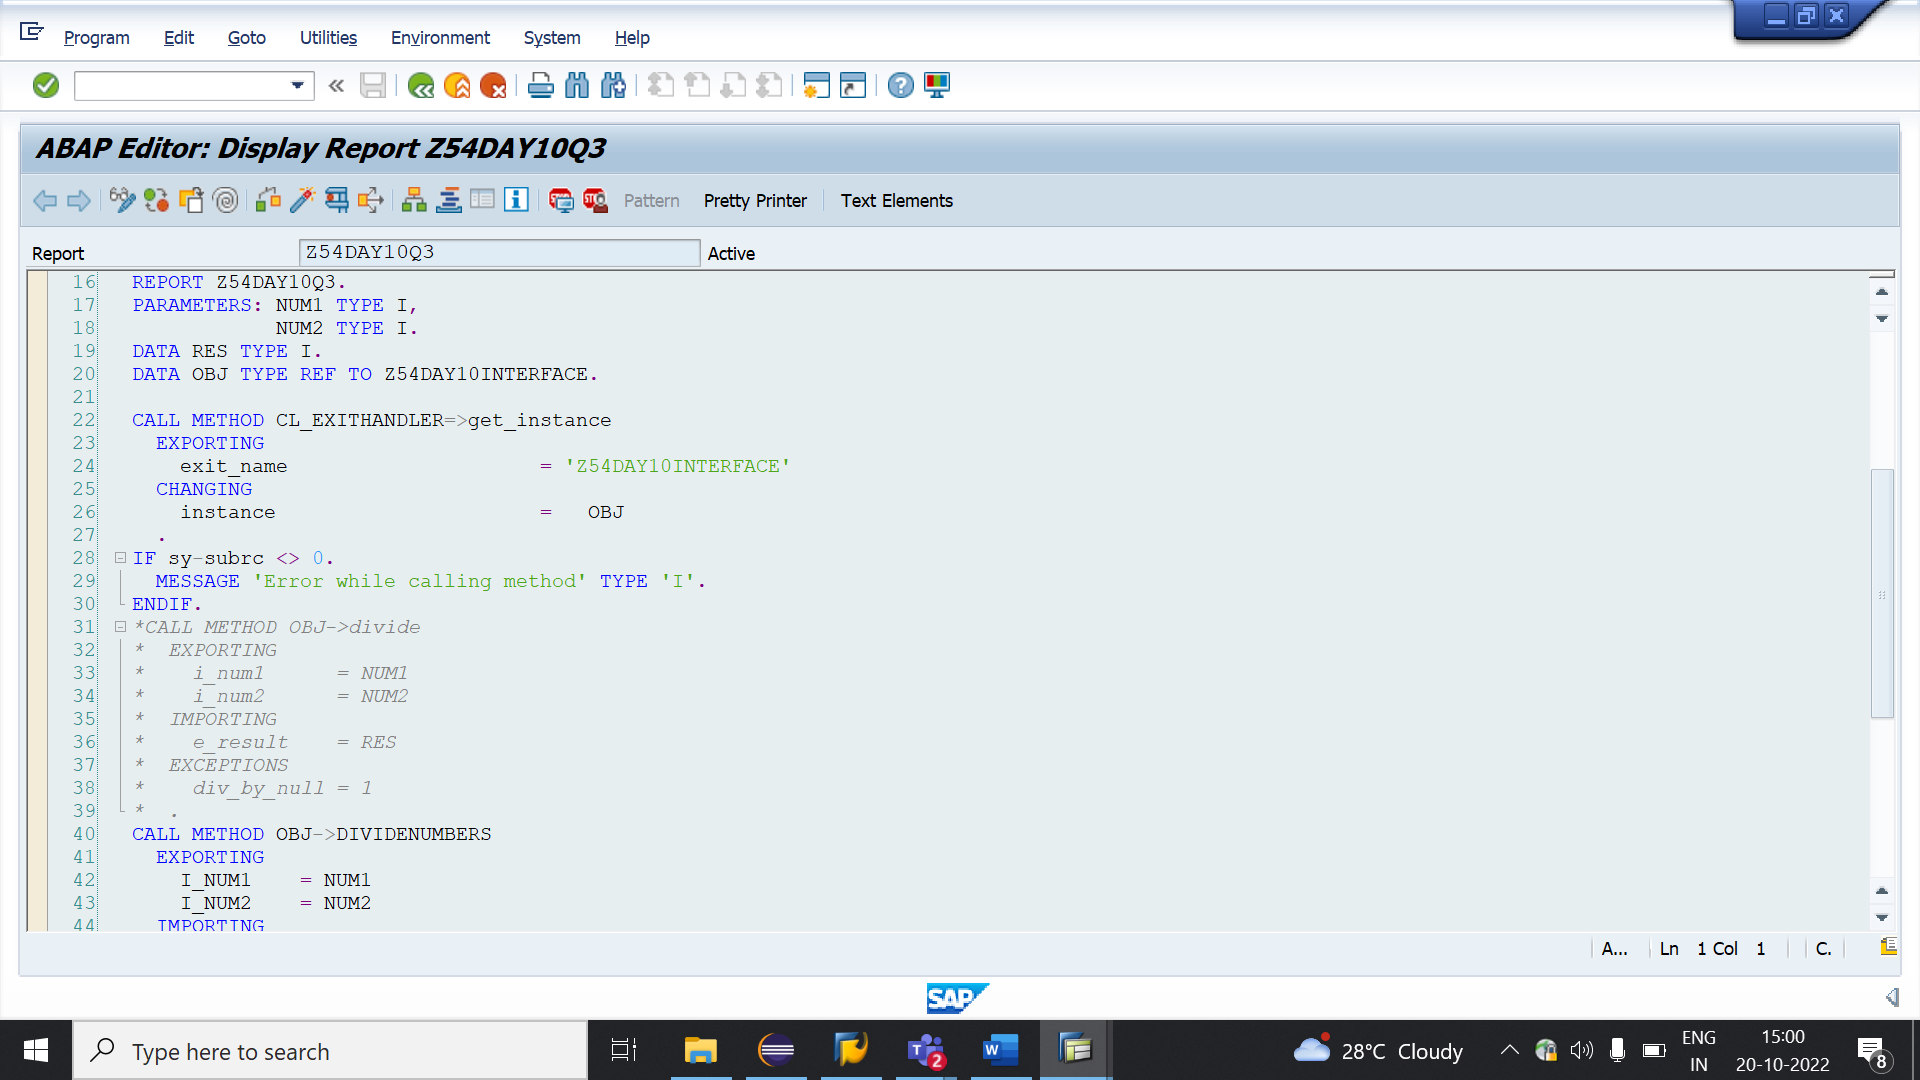 Program Edit Goto Utilities Environment System Help
ABAP Editor: Display Report Z54DAY10Q3
Pattern Pretty Printer Text Elements
Report Z54DAY10Q3 Active
16 REPORT Z54DAY10Q3.
17 PARAMETERS: NUM1 TYPE I,
18 NUM2 TYPE I.
19 DATA RES TYPE I.
20 DATA OBJ TYPE REF TO Z54DAY10INTERFACE.
21
22 CALL METHOD CL_EXITHANDLER=>get_instance
23 EXPORTING
24 exit_name = 'Z54DAY10INTERFACE'
25 CHANGING
26 instance = OBJ
27 .
28 IF sy-subrc <> 0.
29 MESSAGE 'Error while calling method' TYPE 'I'.
30 ENDIF.
31 *CALL METHOD OBJ->divide
32 * EXPORTING
33 * i_num1 = NUM1
34 * i_num2 = NUM2
35 * IMPORTING
36 * e_result = RES
37 * EXCEPTIONS
38 * div_by_null = 1
39 * .
40 CALL METHOD OBJ->DIVIDENUMBERS
41 EXPORTING
42 I_NUM1 = NUM1
43 I_NUM2 = NUM2
44 IMPORTING
A... Ln 1 Col 1 C.
SAP
Type here to search
28°C Cloudy
ENG
IN
15:00
20-10-2022
2
8